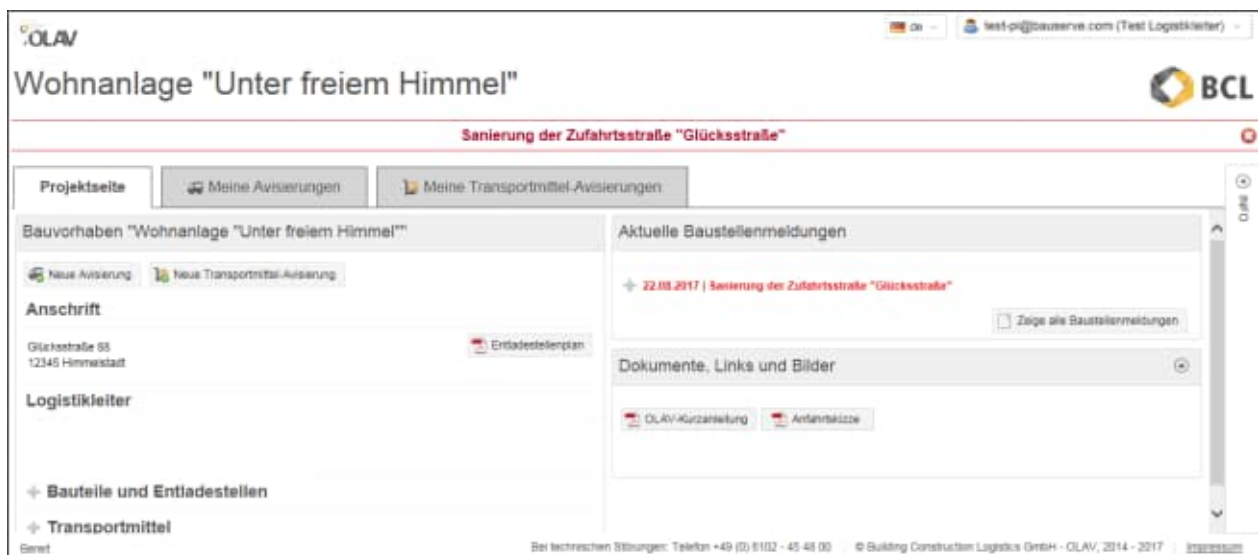 OLAV
de
test-pl@bauserve.com (Test Logistikleiter)
Wohnanlage "Unter freiem Himmel"
BCL
Sanierung der Zufahrtsstraße "Glücksstraße"
Projektseite
Meine Avisierungen
Meine Transportmittel-Avisierungen
INFO
Bauvorhaben "Wohnanlage "Unter freiem Himmel""
Aktuelle Baustellenmeldungen
Neue Avisierung
Neue Transportmittel-Avisierung
22.08.2017 | Sanierung der Zufahrtsstraße "Glücksstraße"
Anschrift
Zeige alle Baustellenmeldungen
Glücksstraße 88
12345 Himmelstadt
Entladestellenplan
Dokumente, Links und Bilder
Logistikleiter
OLAV-Kurzanleitung
Anfahrtskizze
Bauteile und Entladestellen
Transportmittel
Bereit
Bei technischen Störungen: Telefon +49 (0) 6102 - 45 48 00
© Building Construction Logistics GmbH - OLAV, 2014 - 2017
Impressum